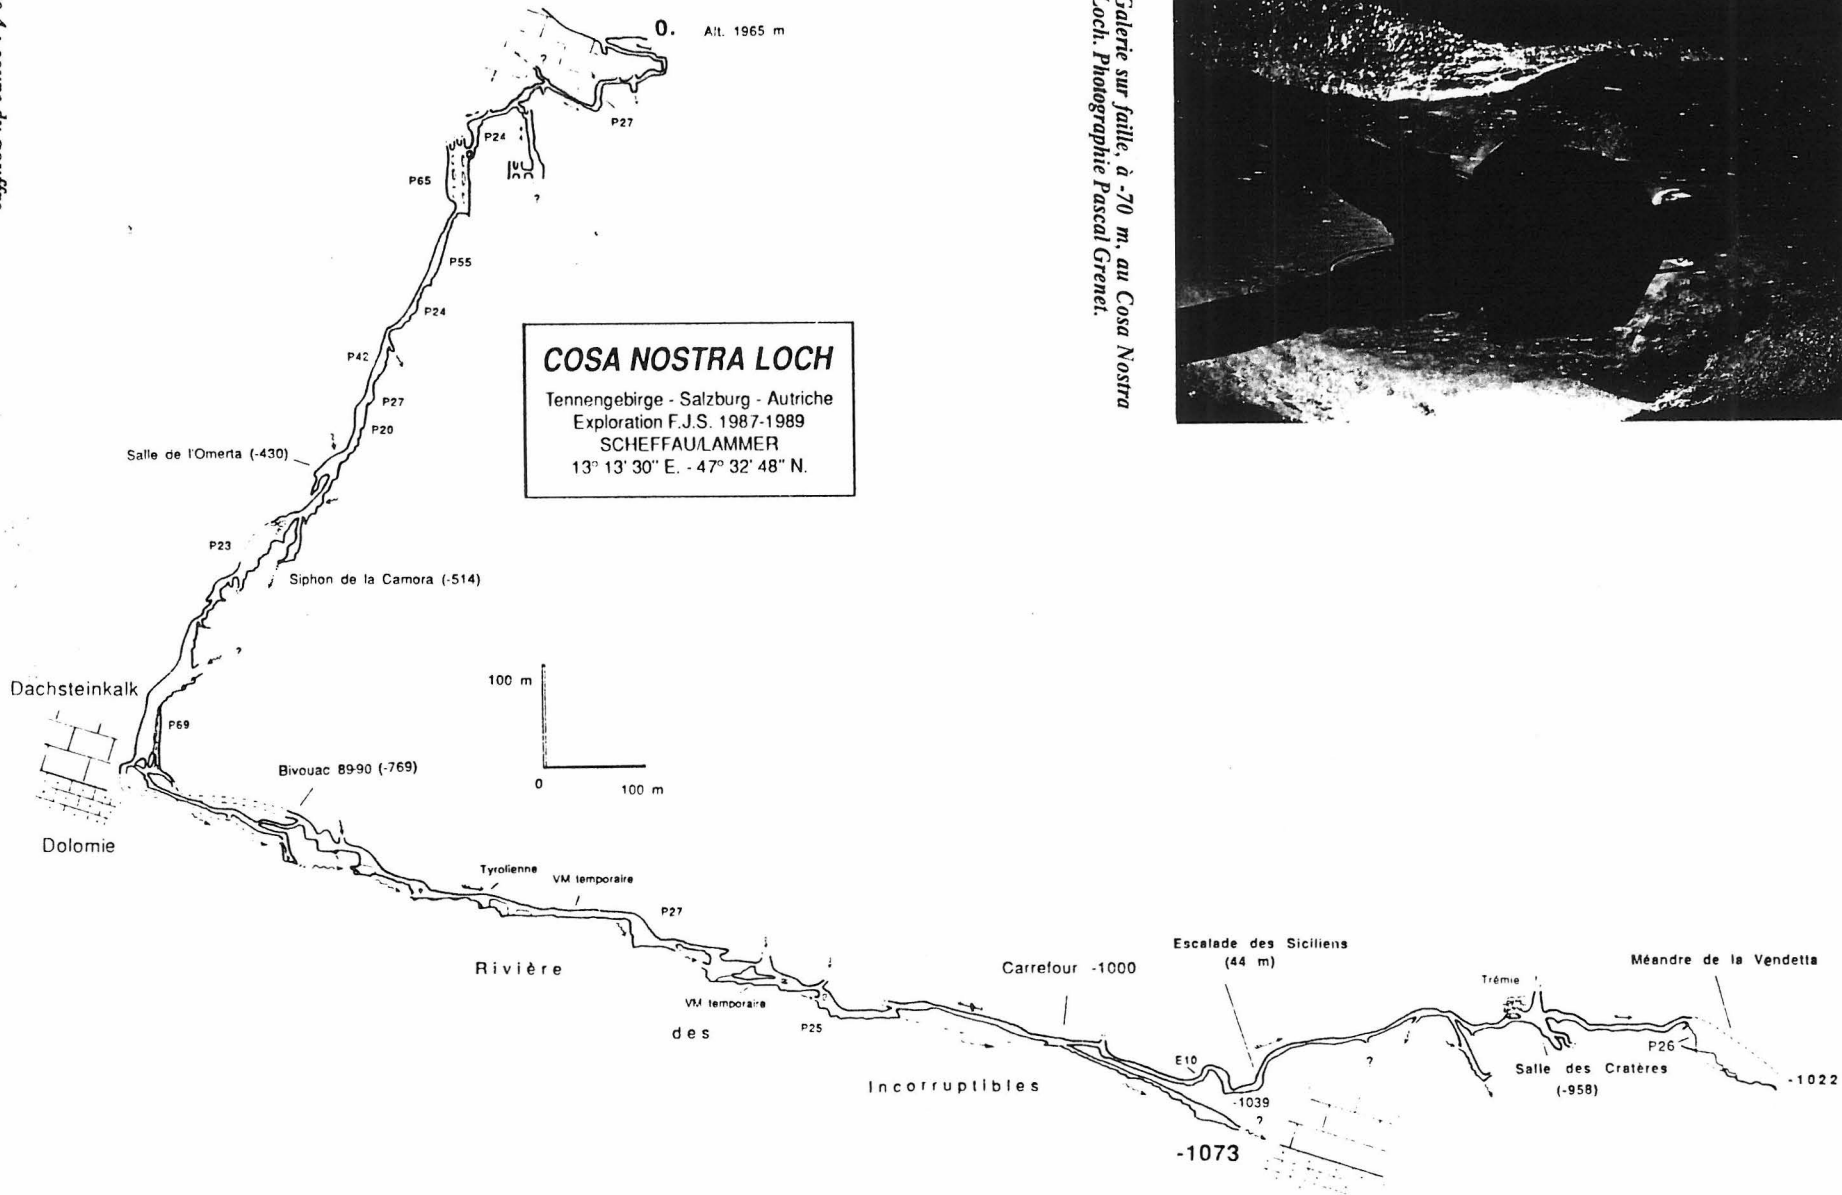 Galerie sur faille, à -70 m, au Cosa Nostra
Loch. Photographie Pascal Grenet.
0.
Alt. 1965 m
?
P27
P24
P65
?
P55
P24
P42
P27
P20
COSA NOSTRA LOCH
Tennengebirge - Salzburg - Autriche
Exploration F.J.S. 1987-1989
SCHEFFAU/LAMMER
13° 13' 30" E. - 47° 32' 48" N.
Salle de l'Omerta (-430)
P23
Siphon de la Camora (-514)
?
Dachsteinkalk
P69
Dolomie
100 m
0
100 m
Bivouac 89-90 (-769)
Tyrolienne
VM temporaire
P27
Rivière
des
Incorruptibles
VM temporaire
?
P25
Carrefour -1000
Escalade des Siciliens
(44 m)
E10
-1039
?
-1073
?
Trémie
Salle des Cratères
(-958)
Méandre de la Vendetta
P26
-1022